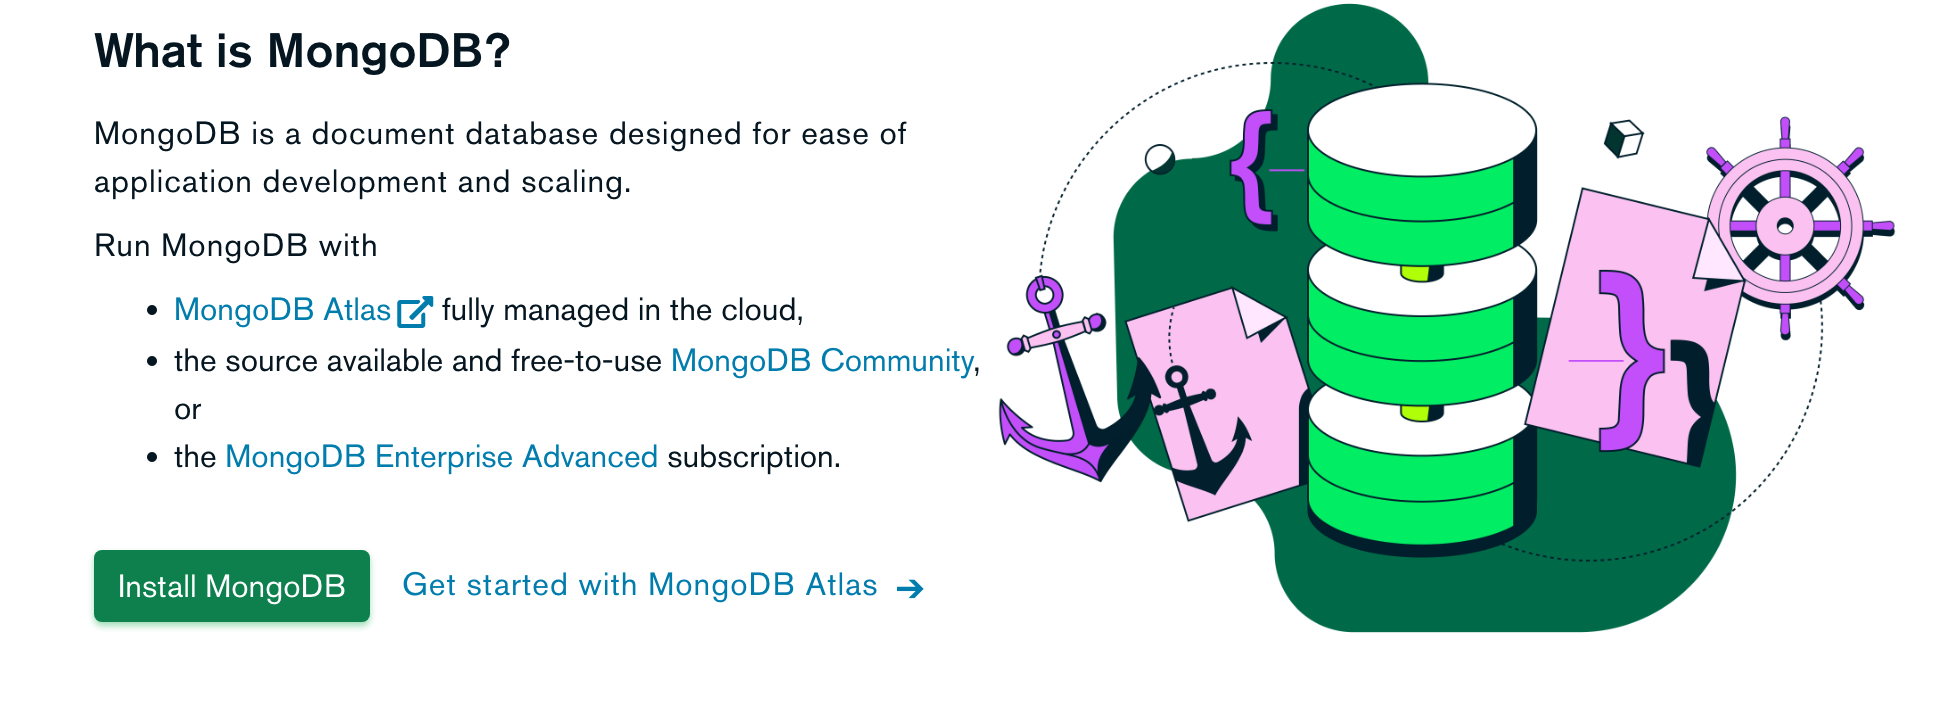 What is MongoDB?
MongoDB is a document database designed for ease of
application development and scaling.
Run MongoDB with
• MongoDB Atlas fully managed in the cloud,
• the source available and free-to-use MongoDB Community,
or
• the MongoDB Enterprise Advanced subscription.
Install MongoDB
Get started with MongoDB Atlas →
{
}